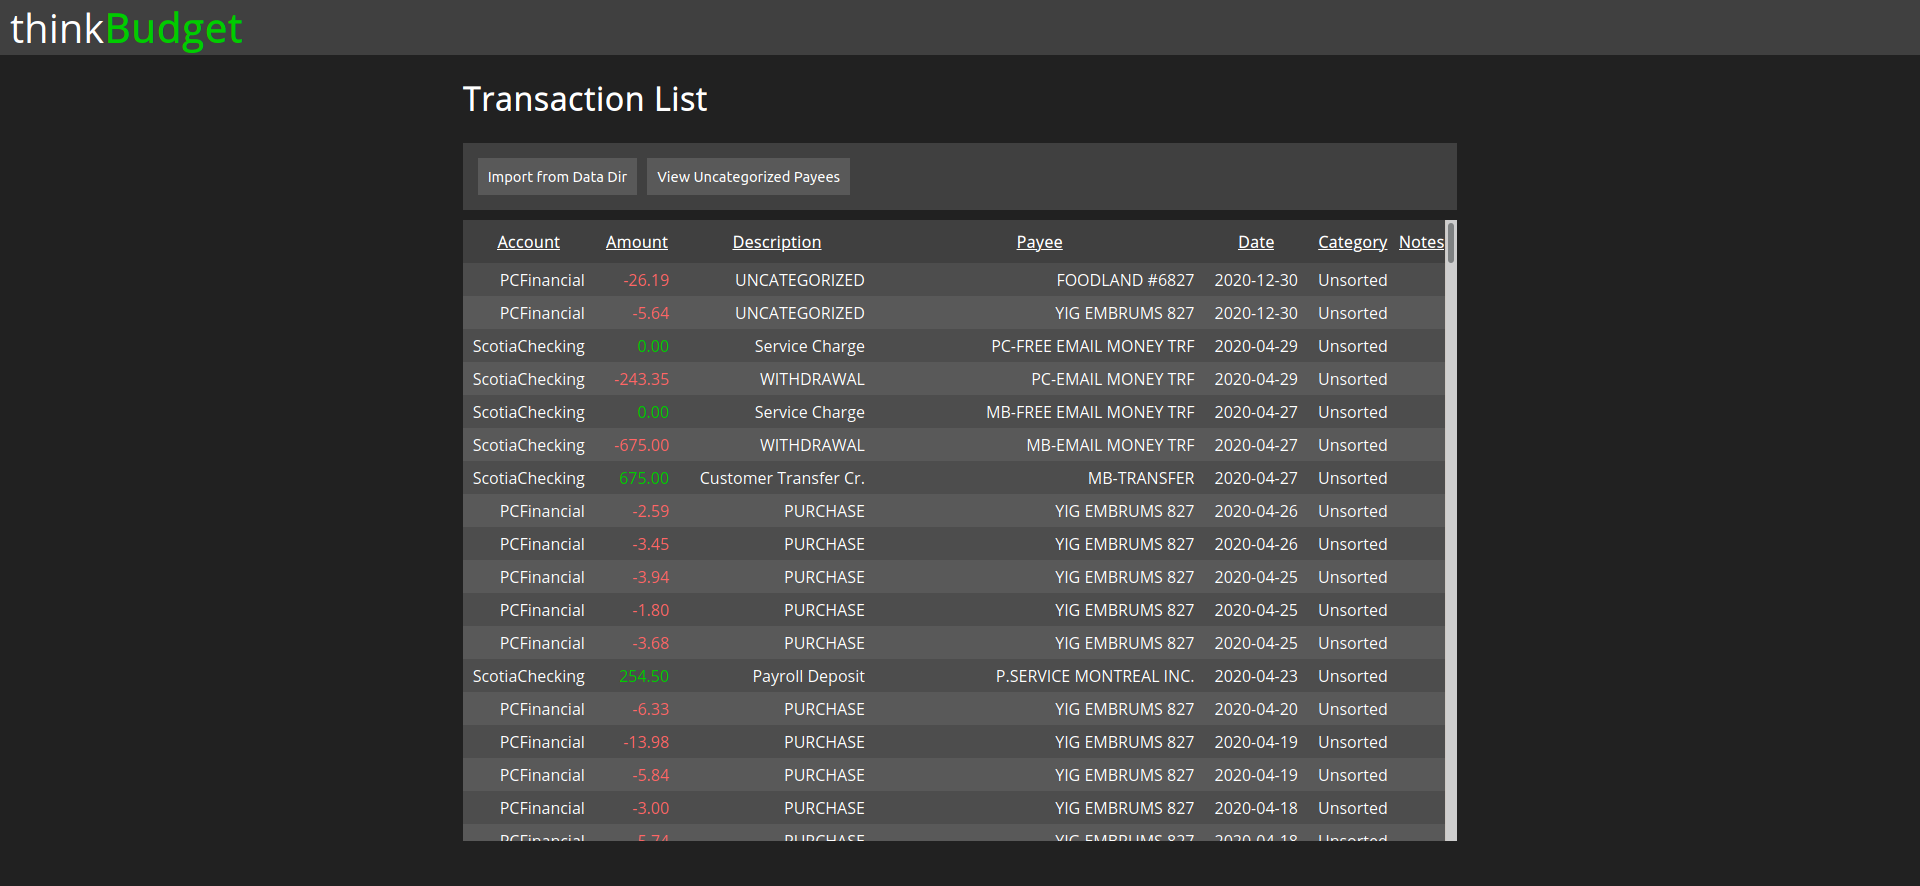 thinkBudget
Transaction List
Import from Data Dir View Uncategorized Payees
Account Amount Description Payee Date Category Notes
PCFinancial -26.19 UNCATEGORIZED FOODLAND #6827 2020-12-30 Unsorted
PCFinancial -5.64 UNCATEGORIZED YIG EMBRUMS 827 2020-12-30 Unsorted
ScotiaChecking 0.00 Service Charge PC-FREE EMAIL MONEY TRF 2020-04-29 Unsorted
ScotiaChecking -243.35 WITHDRAWAL PC-EMAIL MONEY TRF 2020-04-29 Unsorted
ScotiaChecking 0.00 Service Charge MB-FREE EMAIL MONEY TRF 2020-04-27 Unsorted
ScotiaChecking -675.00 WITHDRAWAL MB-EMAIL MONEY TRF 2020-04-27 Unsorted
ScotiaChecking 675.00 Customer Transfer Cr. MB-TRANSFER 2020-04-27 Unsorted
PCFinancial -2.59 PURCHASE YIG EMBRUMS 827 2020-04-26 Unsorted
PCFinancial -3.45 PURCHASE YIG EMBRUMS 827 2020-04-26 Unsorted
PCFinancial -3.94 PURCHASE YIG EMBRUMS 827 2020-04-25 Unsorted
PCFinancial -1.80 PURCHASE YIG EMBRUMS 827 2020-04-25 Unsorted
PCFinancial -3.68 PURCHASE YIG EMBRUMS 827 2020-04-25 Unsorted
ScotiaChecking 254.50 Payroll Deposit P.SERVICE MONTREAL INC. 2020-04-23 Unsorted
PCFinancial -6.33 PURCHASE YIG EMBRUMS 827 2020-04-20 Unsorted
PCFinancial -13.98 PURCHASE YIG EMBRUMS 827 2020-04-19 Unsorted
PCFinancial -5.84 PURCHASE YIG EMBRUMS 827 2020-04-19 Unsorted
PCFinancial -3.00 PURCHASE YIG EMBRUMS 827 2020-04-18 Unsorted
PCFinancial -5.74 PURCHASE YIG EMBRUMS 827 2020-04-18 Unsorted